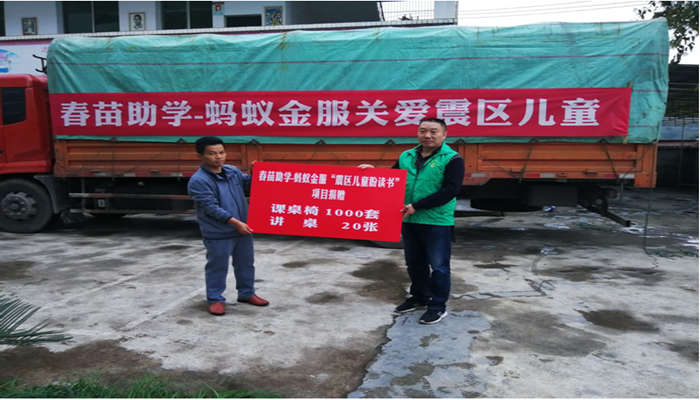 春苗助学-蚂蚁金服关爱震区儿童
春苗助学-蚂蚁金服“震区儿童盼读书”
项目捐赠
课桌椅 1000套
讲 桌 20张